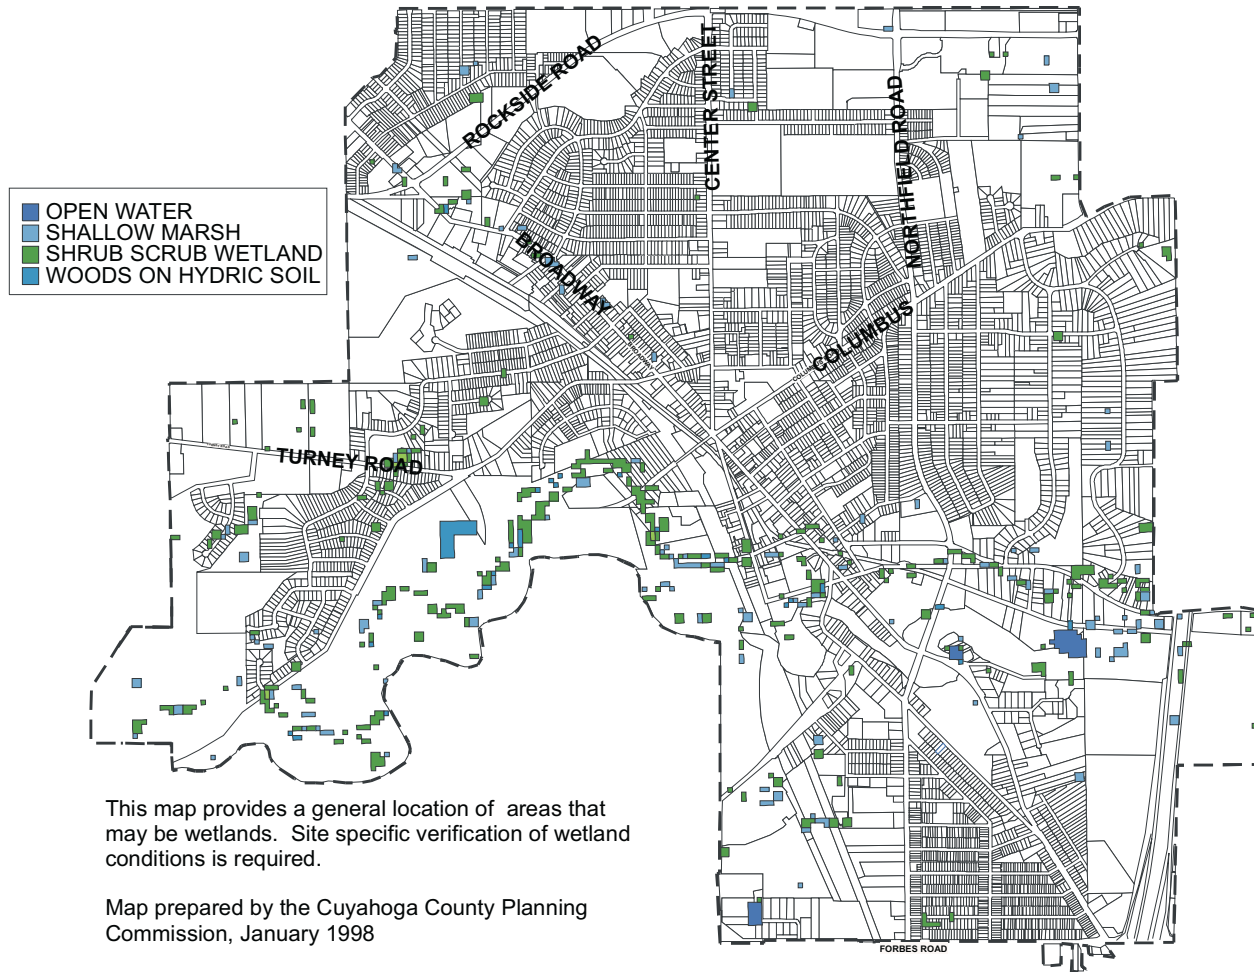 ROCKSIDE ROAD
CENTER STREET
NORTHFIELD ROAD
OPEN WATER
SHALLOW MARSH
SHRUB SCRUB WETLAND
WOODS ON HYDRIC SOIL
BROADWAY
COLUMBUS
BROADWAY
TURNEY ROAD
This map provides a general location of areas that
may be wetlands. Site specific verification of wetland
conditions is required.
Map prepared by the Cuyahoga County Planning
Commission, January 1998
FORBES ROAD